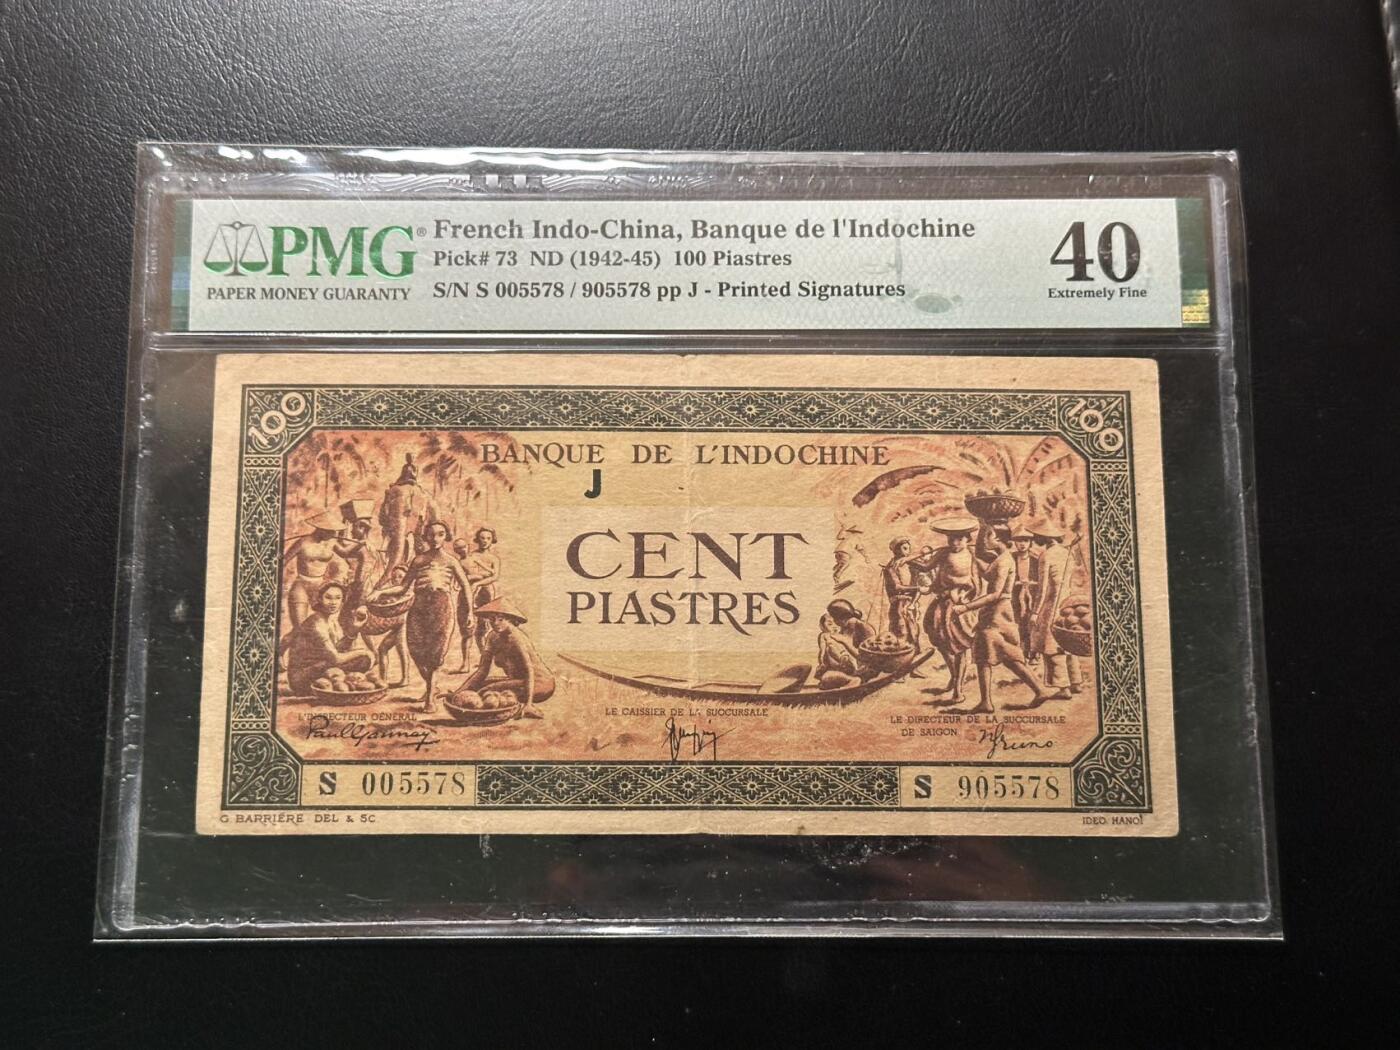 PMG®
PAPER MONEY GUARANTY
French Indo-China, Banque de l'Indochine
Pick# 73 ND (1942-45) 100 Piastres
S/N S 005578 / 905578 pp J - Printed Signatures
40
Extremely Fine
100
100
BANQUE DE L'INDOCHINE
J
CENT
PIASTRES
L'INSPECTEUR GÉNÉRAL
LE CAISSIER DE LA SUCCURSALE
LE DIRECTEUR DE LA SUCCURSALE
DE SAIGON
S 005578
S 905578
G. BARRIÈRE DEL & SC
IDEO. HANOÏ